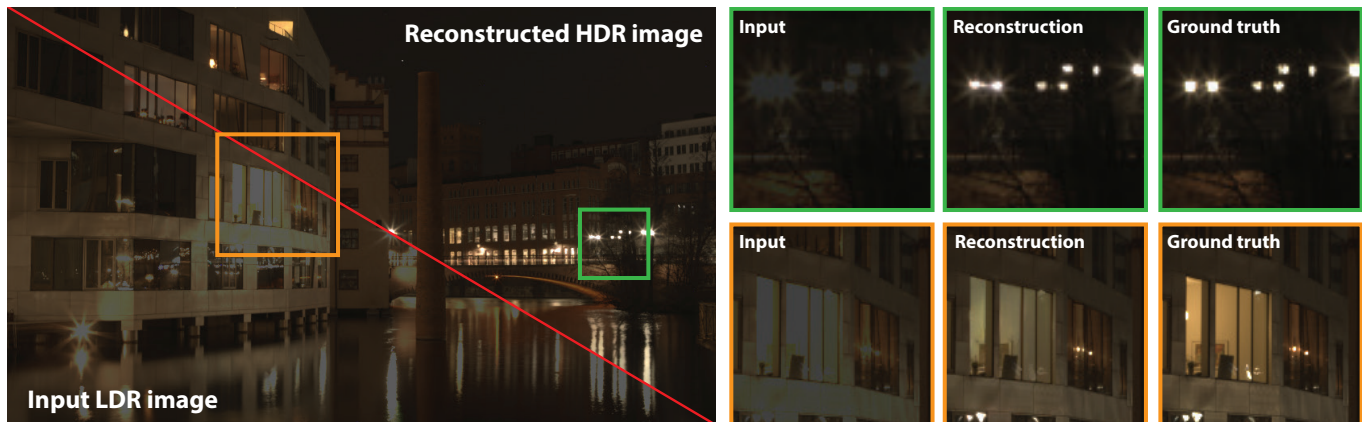 Reconstructed HDR image
Input LDR image
Input
Reconstruction
Ground truth
Input
Reconstruction
Ground truth